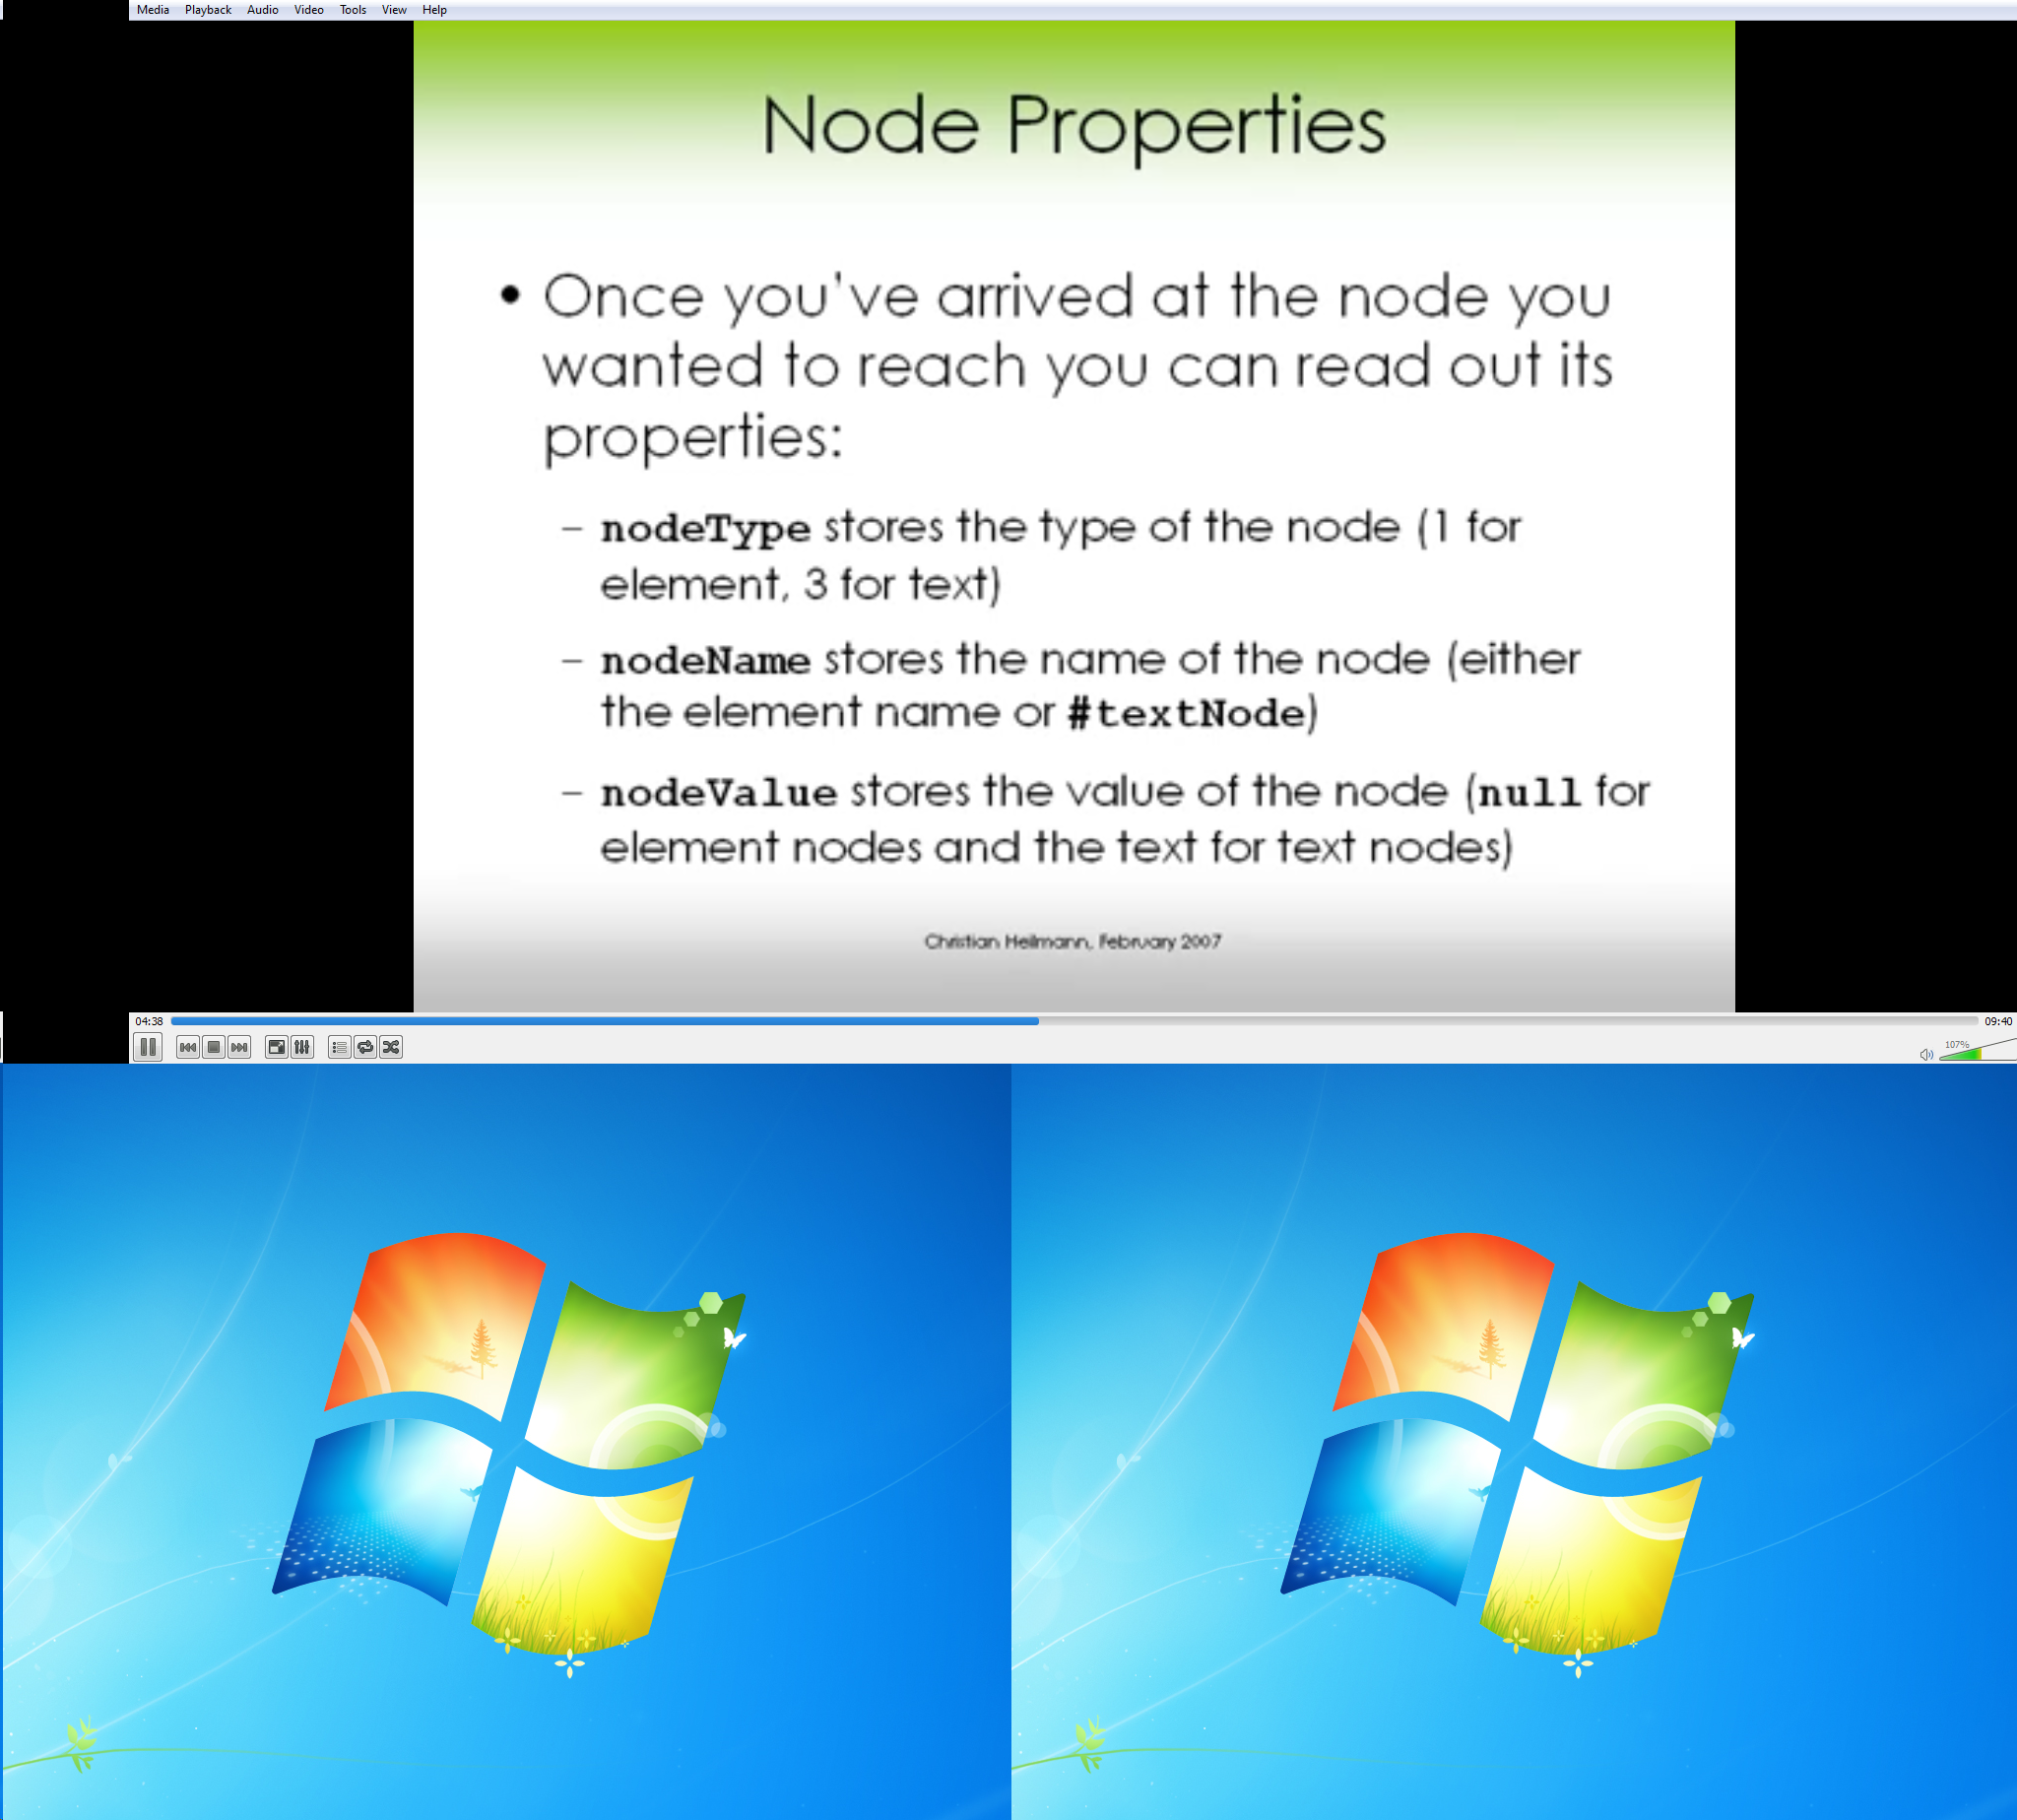 Media Playback Audio Video Tools View Help
Node Properties
• Once you've arrived at the node you
wanted to reach you can read out its
properties:
– nodeType stores the type of the node (1 for
element, 3 for text)
– nodeName stores the name of the node (either
the element name or #textNode)
– nodeValue stores the value of the node (null for
element nodes and the text for text nodes)
Christian Heilmann, February 2007
04:38 09:40
107%